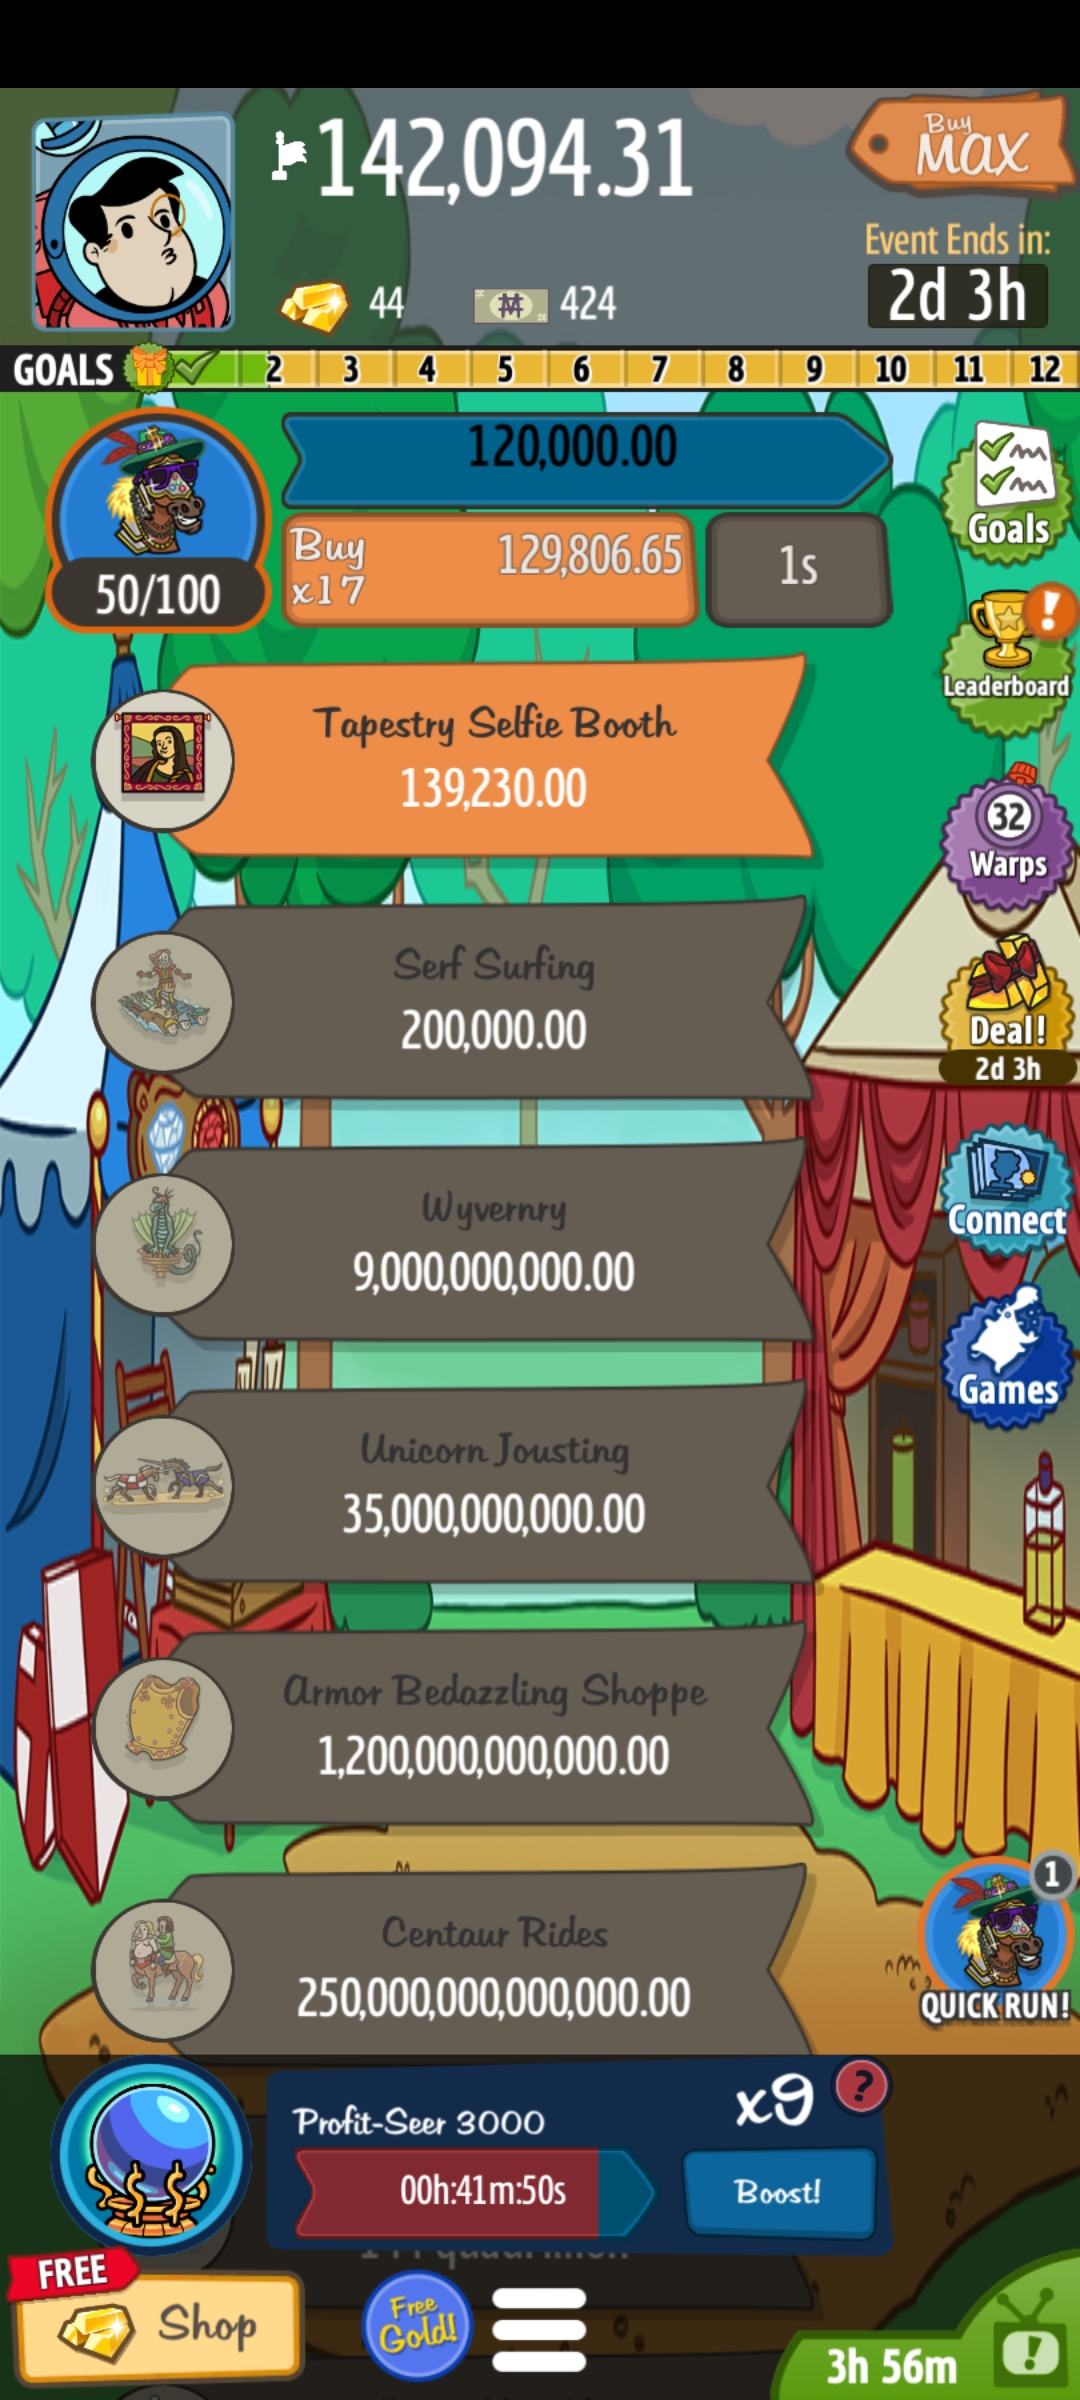 142,094.31
Buy
MAX
Event Ends in:
44
424
2d 3h
GOALS 2 3 4 5 6 7 8 9 10 11 12
120,000.00
Goals
Buy
x17
129,806.65
1s
50/100
Leaderboard
Tapestry Selfie Booth
139,230.00
32
Warps
Serf Surfing
200,000.00
Deal!
2d 3h
Wyvernry
9,000,000,000.00
Connect
Games
Unicorn Jousting
35,000,000,000.00
Armor Bedazzling Shoppe
1,200,000,000,000.00
1
Centaur Rides
250,000,000,000,000.00
QUICK RUN!
Profit-Seer 3000
x9
?
00h:41m:50s
Boost!
FREE
Shop
Free
Gold!
3h 56m